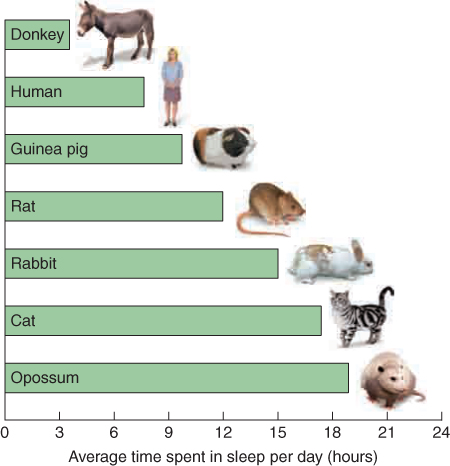 Donkey
Human
Guinea pig
Rat
Rabbit
Cat
Opossum
0 3 6 9 12 15 18 21 24
Average time spent in sleep per day (hours)